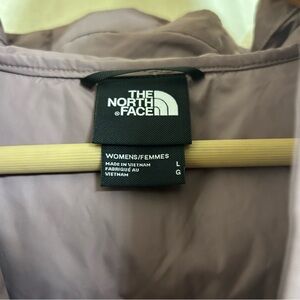 THE
NORTH
®FACE
WOMENS/FEMMES
MADE IN VIETNAM L
FABRIQUÉ AU G
VIETNAM